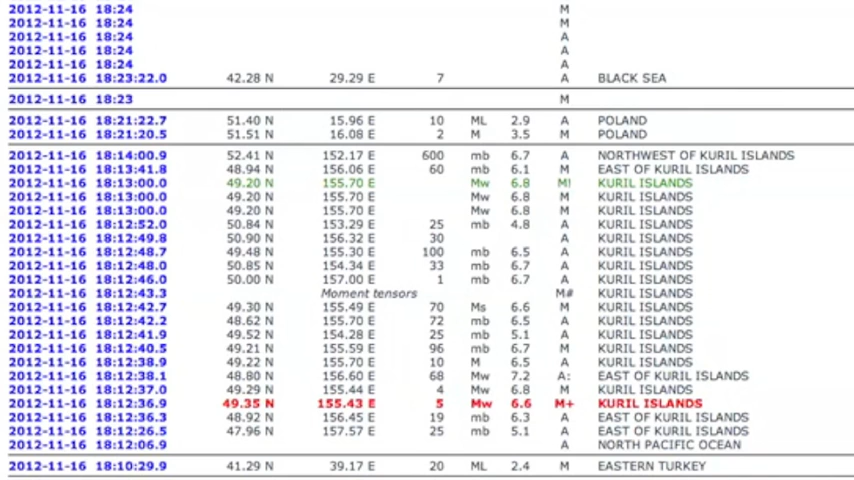 2012-11-16 18:24 M
2012-11-16 18:24 M
2012-11-16 18:24 A
2012-11-16 18:24 A
2012-11-16 18:24 A
2012-11-16 18:23:22.0 42.28 N 29.29 E 7 A BLACK SEA
2012-11-16 18:23 M
2012-11-16 18:21:22.7 51.40 N 15.96 E 10 ML 2.9 A POLAND
2012-11-16 18:21:20.5 51.51 N 16.08 E 2 M 3.5 M POLAND
2012-11-16 18:14:00.9 52.41 N 152.17 E 600 mb 6.7 A NORTHWEST OF KURIL ISLANDS
2012-11-16 18:13:41.8 48.94 N 156.06 E 60 mb 6.1 M EAST OF KURIL ISLANDS
2012-11-16 18:13:00.0 49.20 N 155.70 E Mw 6.8 M! KURIL ISLANDS
2012-11-16 18:13:00.0 49.20 N 155.70 E Mw 6.8 M KURIL ISLANDS
2012-11-16 18:13:00.0 49.20 N 155.70 E Mw 6.8 M KURIL ISLANDS
2012-11-16 18:12:52.0 50.84 N 153.29 E 25 mb 4.8 A KURIL ISLANDS
2012-11-16 18:12:49.8 50.90 N 156.32 E 30 A KURIL ISLANDS
2012-11-16 18:12:48.7 49.48 N 155.30 E 100 mb 6.5 A KURIL ISLANDS
2012-11-16 18:12:48.0 50.85 N 154.34 E 33 mb 6.7 A KURIL ISLANDS
2012-11-16 18:12:46.0 50.00 N 157.00 E 1 mb 6.7 A KURIL ISLANDS
2012-11-16 18:12:43.3 Moment tensors M# KURIL ISLANDS
2012-11-16 18:12:42.7 49.30 N 155.49 E 70 Ms 6.6 M KURIL ISLANDS
2012-11-16 18:12:42.2 48.62 N 155.70 E 72 mb 6.5 A KURIL ISLANDS
2012-11-16 18:12:41.9 49.52 N 154.28 E 25 mb 5.1 A KURIL ISLANDS
2012-11-16 18:12:40.5 49.21 N 155.59 E 96 mb 6.7 M KURIL ISLANDS
2012-11-16 18:12:38.9 49.22 N 155.70 E 10 M 6.5 A KURIL ISLANDS
2012-11-16 18:12:38.1 48.80 N 156.60 E 68 Mw 7.2 A: EAST OF KURIL ISLANDS
2012-11-16 18:12:37.0 49.29 N 155.44 E 4 Mw 6.8 M KURIL ISLANDS
2012-11-16 18:12:36.9 49.35 N 155.43 E 5 Mw 6.6 M+ KURIL ISLANDS
2012-11-16 18:12:36.3 48.92 N 156.45 E 19 mb 6.3 A EAST OF KURIL ISLANDS
2012-11-16 18:12:26.5 47.96 N 157.57 E 25 mb 5.1 A EAST OF KURIL ISLANDS
2012-11-16 18:12:06.9 A NORTH PACIFIC OCEAN
2012-11-16 18:10:29.9 41.29 N 39.17 E 20 ML 2.4 M EASTERN TURKEY